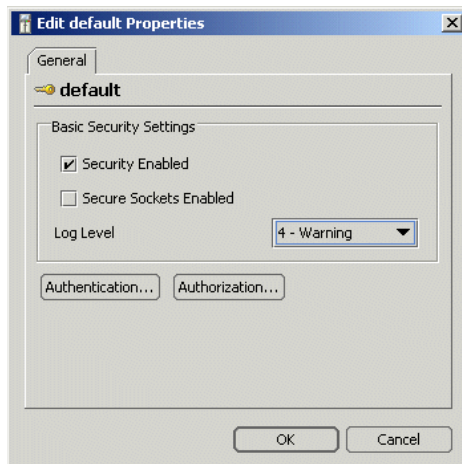 Edit default Properties
General
default
Basic Security Settings
Security Enabled
Secure Sockets Enabled
Log Level 4 - Warning
Authentication... Authorization...
OK Cancel